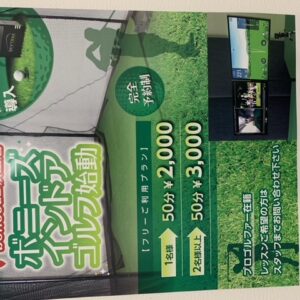 導入
ボニーズ
インドア
ゴルフ始動
【フリーご利用プラン】
完全
予約制
1名様 50分¥2,000
2名様以上 50分¥3,000
プロゴルファー在籍
レッスンご希望の方は
スタッフまでお問い合わせ下さい